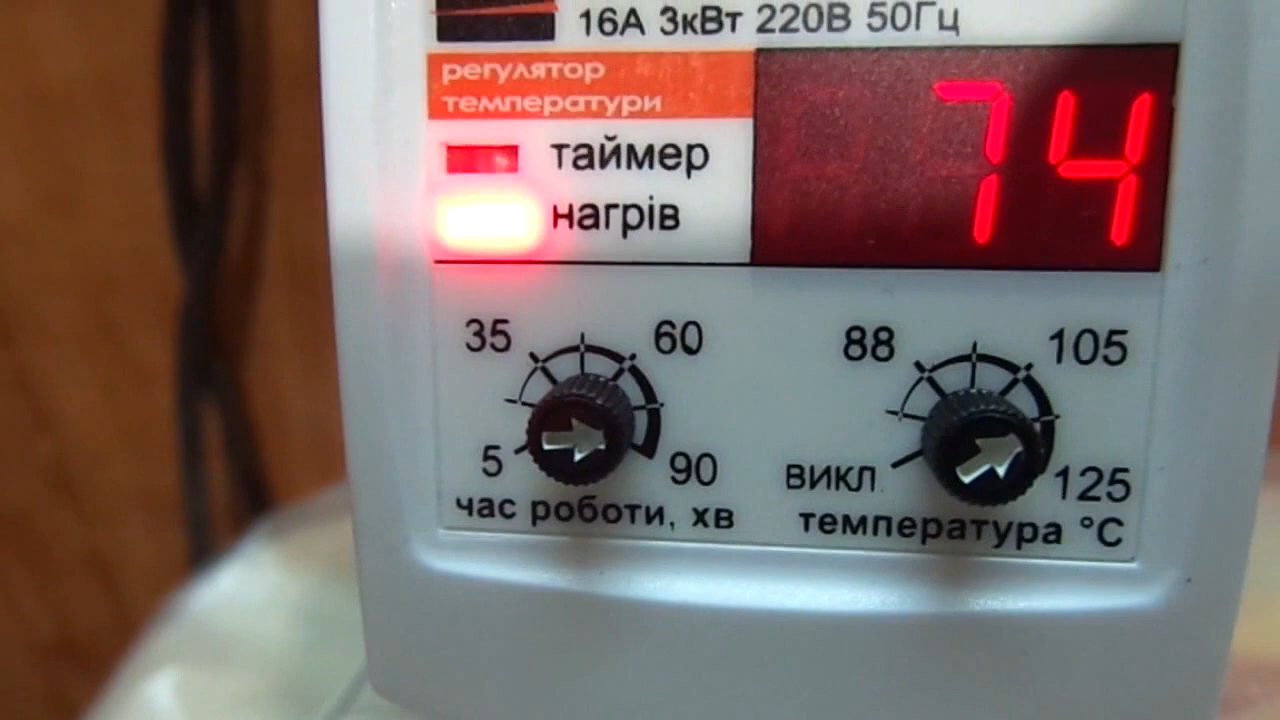 16А 3кВт 220В 50Гц
регулятор
температури
74
таймер
нагрів
35 60
5 90
час роботи, хв
88 105
викл 125
температура °С